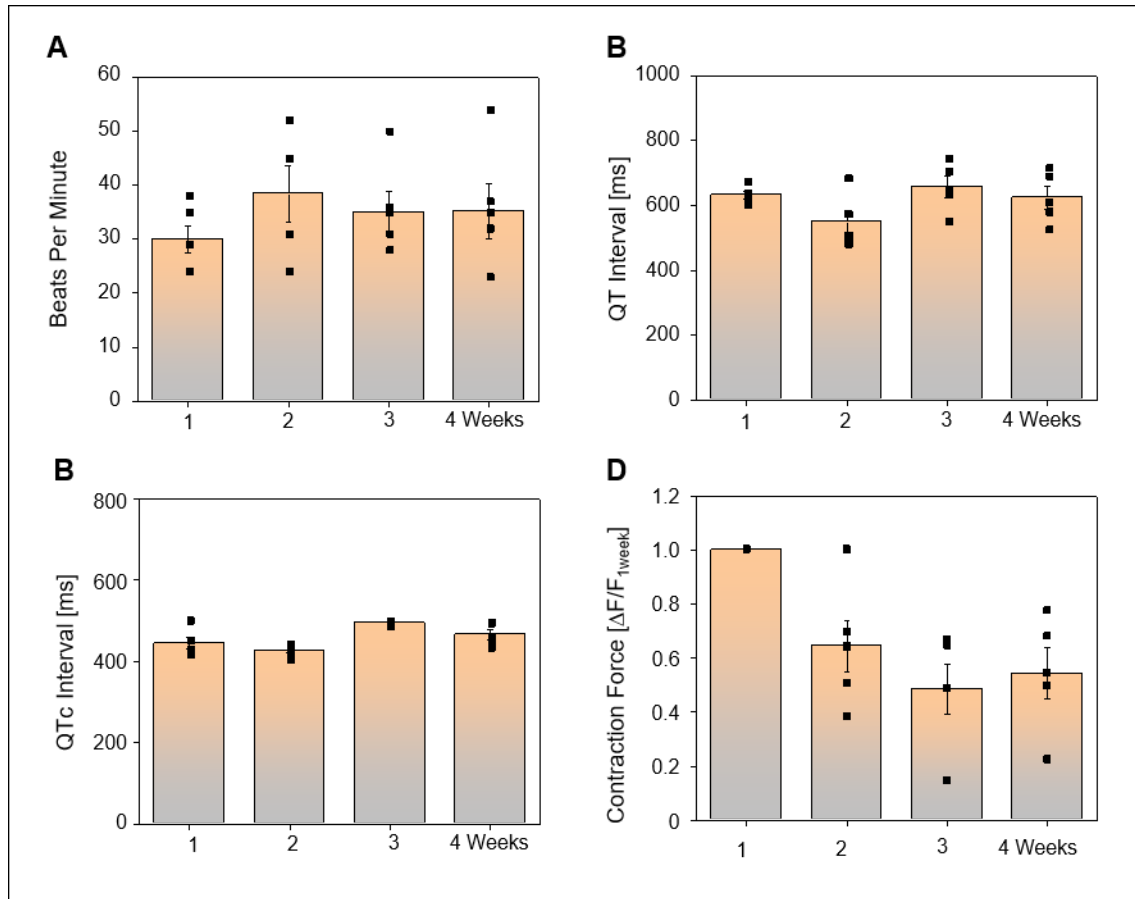 A
Beats Per Minute
60
50
40
30
20
10
0
1 2 3 4 Weeks
B
QT Interval [ms]
1000
800
600
400
200
0
1 2 3 4 Weeks
B
QTc Interval [ms]
800
600
400
200
0
1 2 3 4 Weeks
D
Contraction Force [ΔF/F1week]
1.2
1.0
0.8
0.6
0.4
0.2
0
1 2 3 4 Weeks